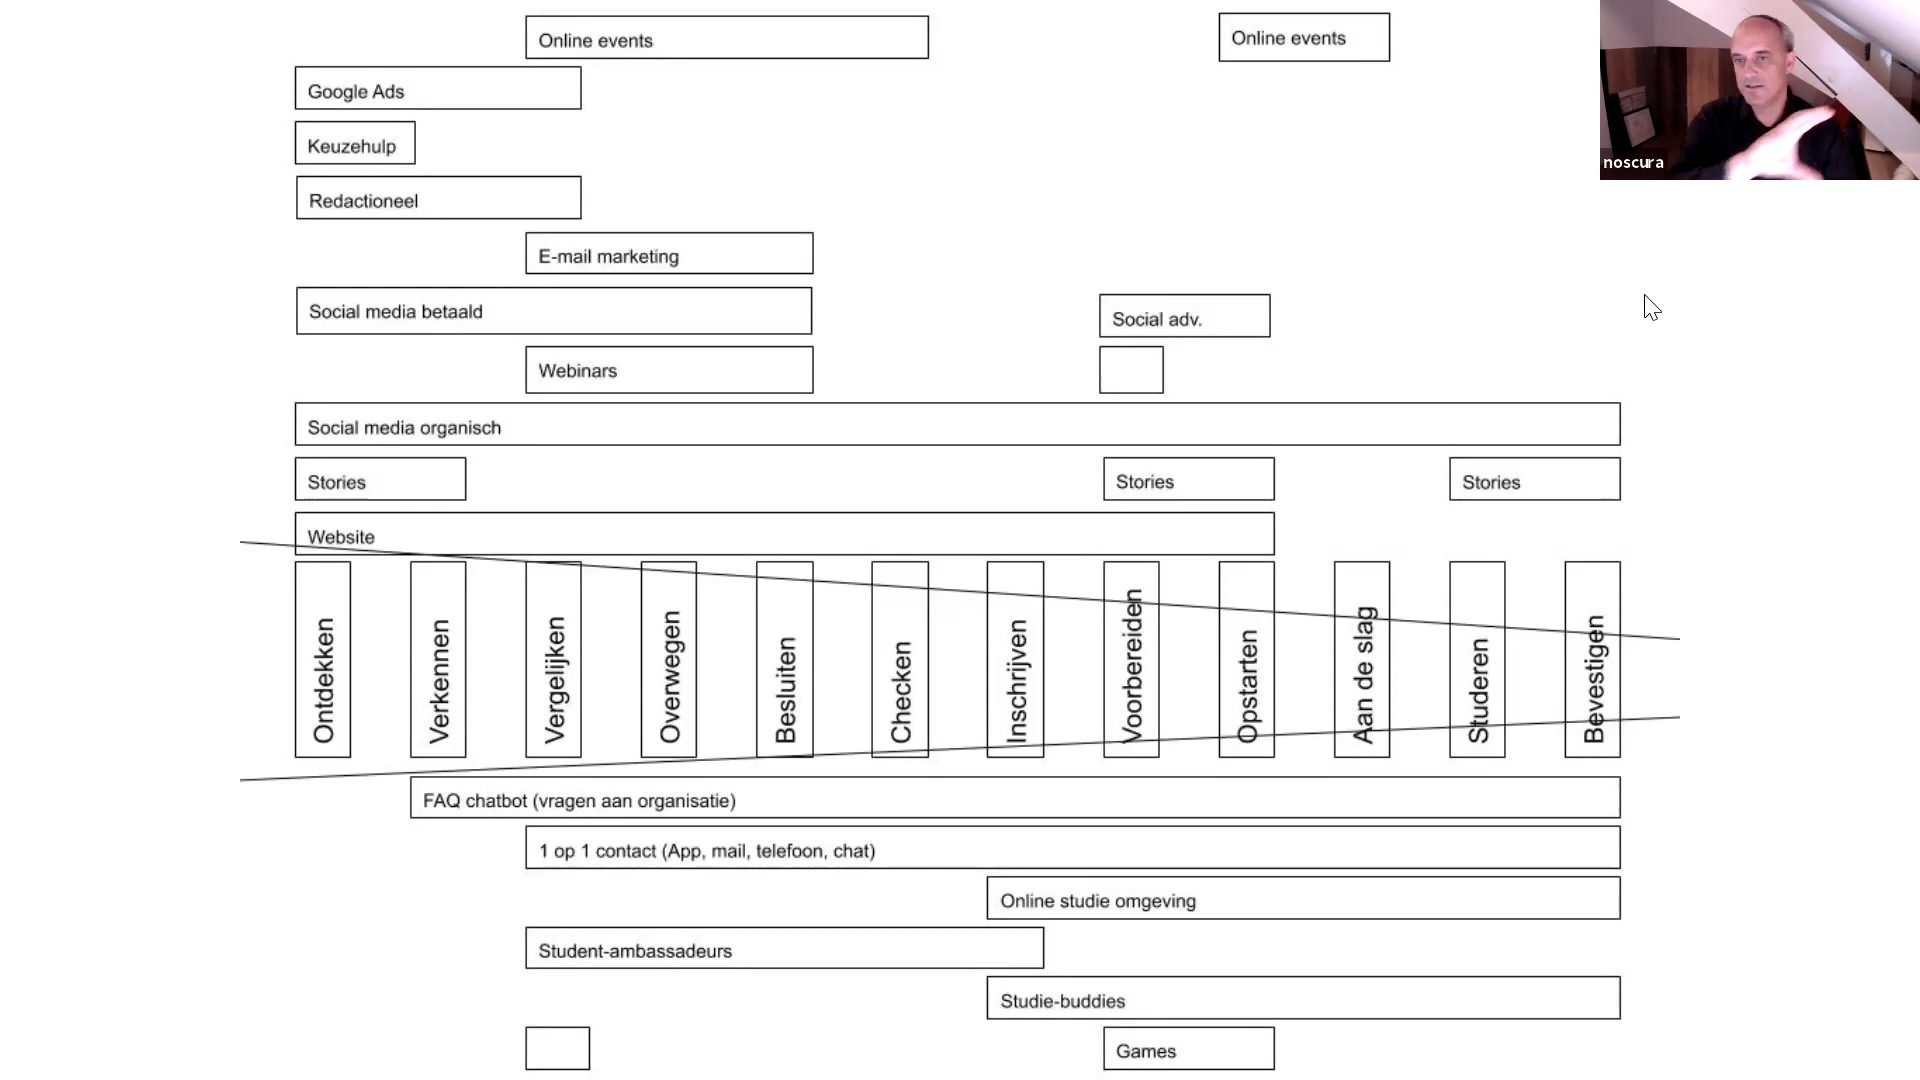 Online events
Online events
Google Ads
Keuzehulp
Redactioneel
E-mail marketing
Social media betaald
Social adv.
Webinars
Social media organisch
Stories
Stories
Stories
Website
Ontdekken
Verkennen
Vergelijken
Overwegen
Besluiten
Checken
Inschrijven
Voorbereiden
Opstarten
Aan de slag
Studeren
Bevestigen
FAQ chatbot (vragen aan organisatie)
1 op 1 contact (App, mail, telefoon, chat)
Online studie omgeving
Student-ambassadeurs
Studie-buddies
Games
noscura